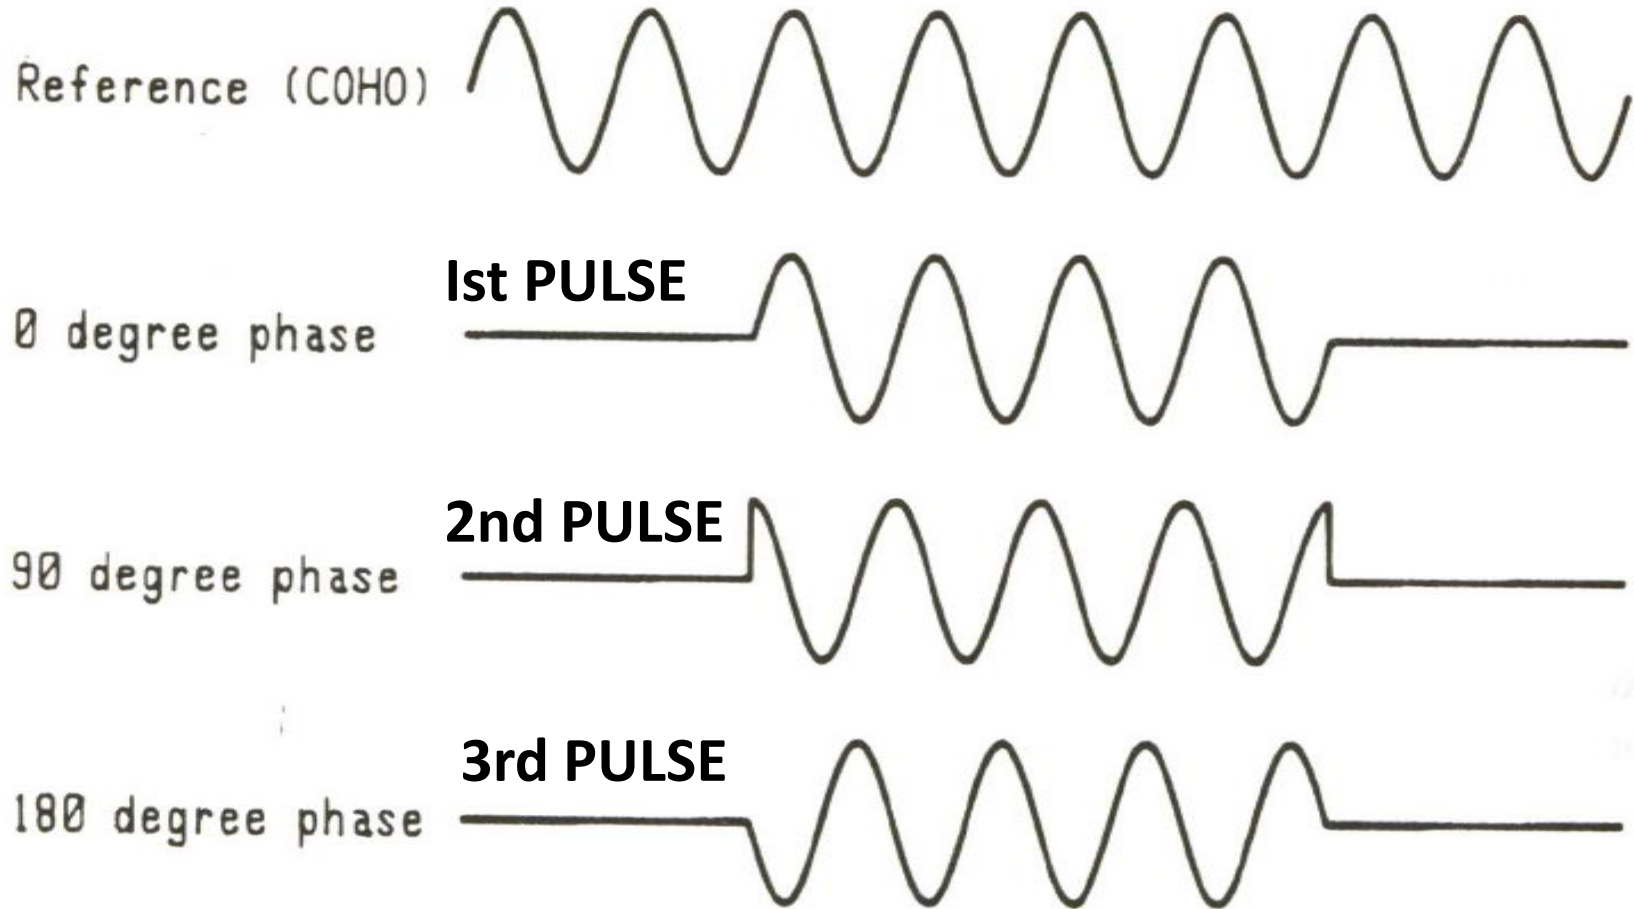 Reference (COHO)
Ist PULSE
0 degree phase
2nd PULSE
90 degree phase
3rd PULSE
180 degree phase